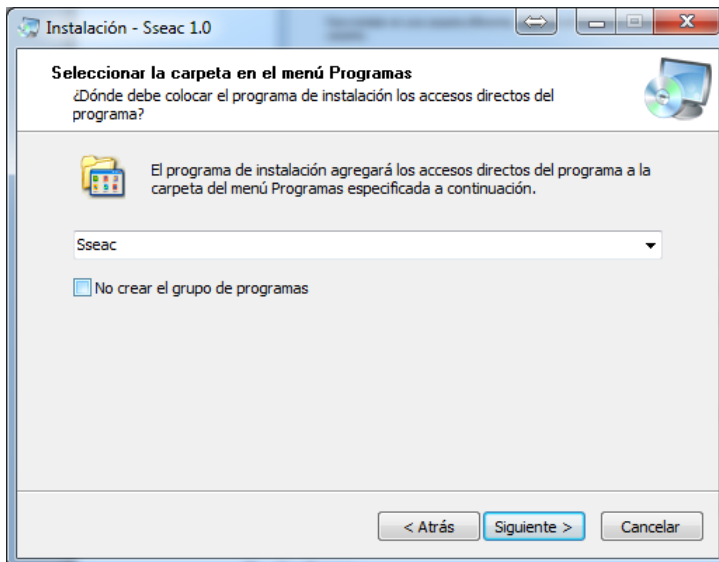 Instalación - Sseac 1.0
Seleccionar la carpeta en el menú Programas
¿Dónde debe colocar el programa de instalación los accesos directos del
programa?
El programa de instalación agregará los accesos directos del programa a la
carpeta del menú Programas especificada a continuación.
Sseac
No crear el grupo de programas
< Atrás
Siguiente >
Cancelar